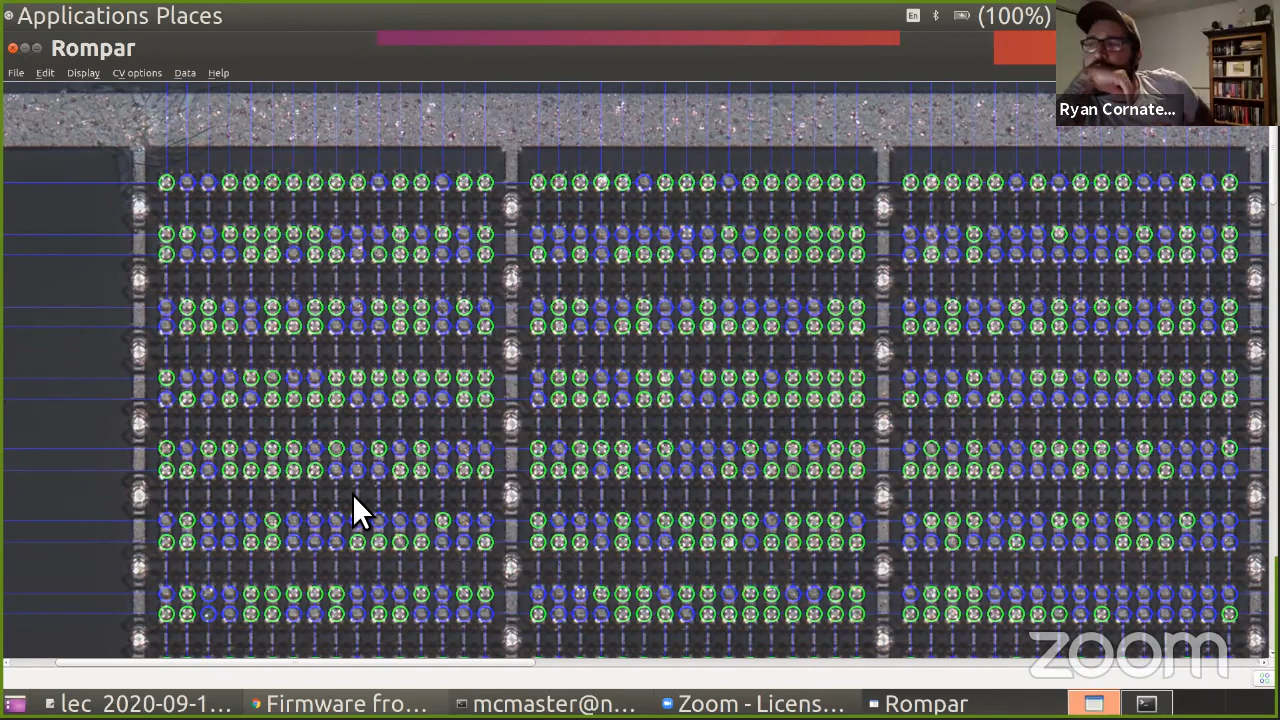 Applications Places
En
(100%)
Rompar
File Edit Display CV options Data Help
Ryan Cornate...
zoom
lec 2020-09-1... Firmware fro... mcmaster@n... Zoom - Licens... Rompar